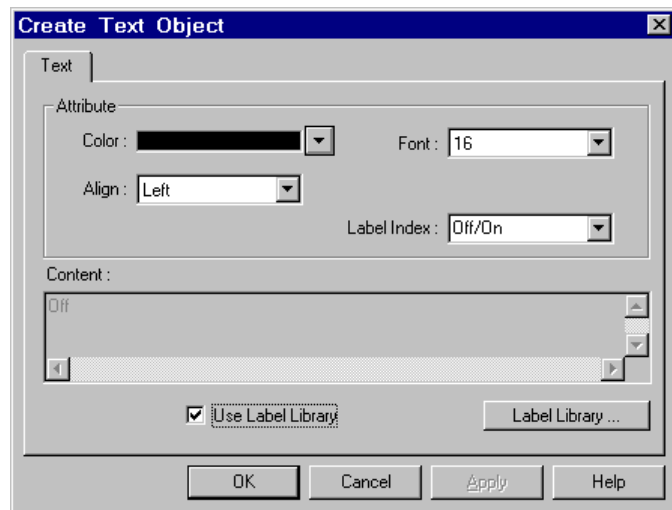 Create Text Object
Text
Attribute
Color :
Font : 16
Align : Left
Label Index : Off/On
Content :
Off
Use Label Library
Label Library ...
OK Cancel Apply Help